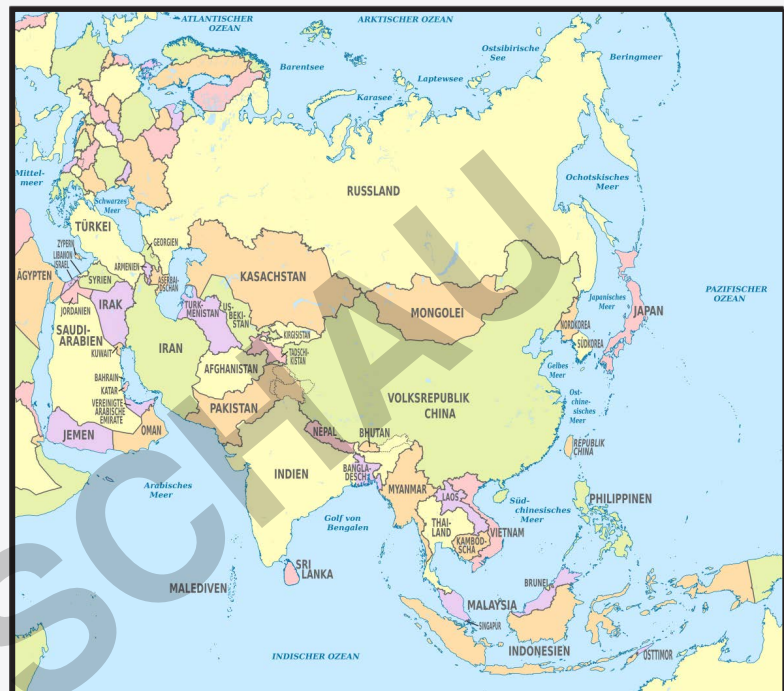 ATLANTISCHER
OZEAN
ARKTISCHER OZEAN
Barentsee
Karasee
Laptewsee
Ostsibirische
See
Beringmeer
Mittel-
meer
Schwarzes
Meer
RUSSLAND
Ochotskisches
Meer
TÜRKEI
GEORGIEN
ZYPERN
LIBANON
ISRAEL
ARMENIEN
ASERBAI-
DSCHAN
SYRIEN
ÄGYPTEN
JORDANIEN
IRAK
KASACHSTAN
TURK-
MENISTAN
US-
BEKI-
STAN
KIRGISISTAN
TADSCH-
KISTAN
MONGOLEI
NORDKOREA
SÜDKOREA
Japanisches
Meer
JAPAN
PAZIFISCHER
OZEAN
SAUDI-
ARABIEN
KUWAIT
IRAN
AFGHANISTAN
Gelbes
Meer
BAHRAIN
KATAR
VEREINIGTE
ARABISCHE
EMIRATE
PAKISTAN
VOLKSREPUBLIK
CHINA
Ost-
chine-
sisches
Meer
JEMEN
OMAN
NEPAL
BHUTAN
REPUBLIK
CHINA
INDIEN
BANGLA-
DESCH
MYANMAR
LAOS
Arabisches
Meer
Golf von
Bengalen
THAI-
LAND
VIETNAM
KAMBOD-
SCHA
Süd-
chinesisches
Meer
PHILIPPINEN
SRI
LANKA
MALEDIVEN
BRUNEI
MALAYSIA
SINGAPUR
INDONESIEN
OSTTIMOR
INDISCHER OZEAN
SCHAU